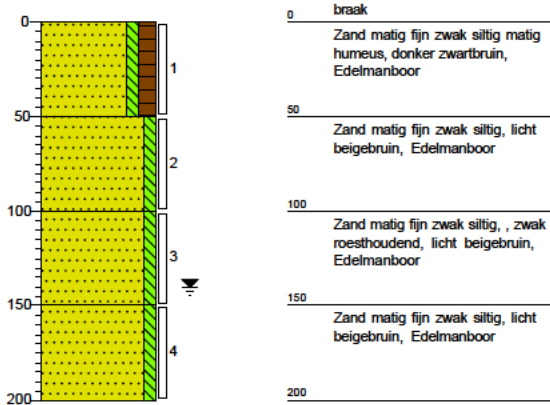 0
50
100
150
200
1
2
3
4
0
braak
Zand matig fijn zwak siltig matig
humeus, donker zwartbruin,
Edelmanboor
50
Zand matig fijn zwak siltig, licht
beigebruin, Edelmanboor
100
Zand matig fijn zwak siltig, , zwak
roesthoudend, licht beigebruin,
Edelmanboor
150
Zand matig fijn zwak siltig, licht
beigebruin, Edelmanboor
200